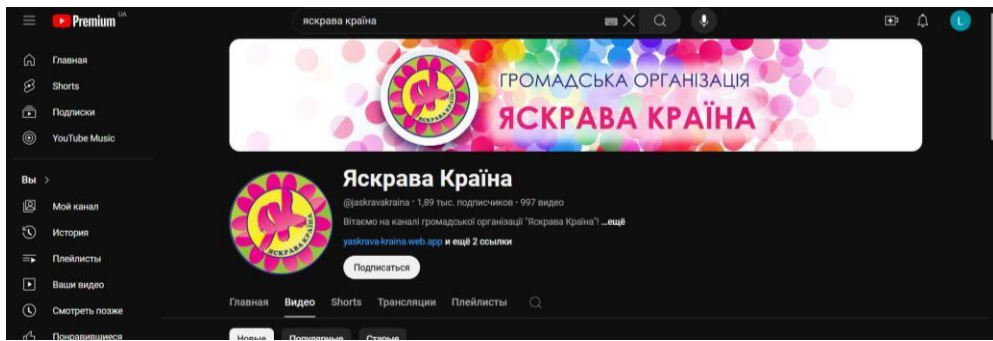 Premium UA
яскрава країна
L
Главная
Shorts
Подписки
YouTube Music
Вы >
Мой канал
История
Плейлисты
Ваши видео
Смотреть позже
Понравившиеся
ГРОМАДСЬКА ОРГАНІЗАЦІЯ
ЯСКРАВА КРАЇНА
ЯСКРАВА КРАЇНА
Яскрава Країна
@jaskravakraina · 1,89 тыс. подписчиков · 997 видео
Вітаємо на каналі громадської організації "Яскрава Країна"! ...ещё
yaskrava-kraina.web.app и ещё 2 ссылки
Подписаться
Главная Видео Shorts Трансляции Плейлисты
Новые Популярные Старые